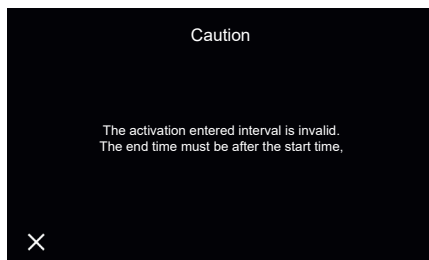 Caution
The activation entered interval is invalid.
The end time must be after the start time,